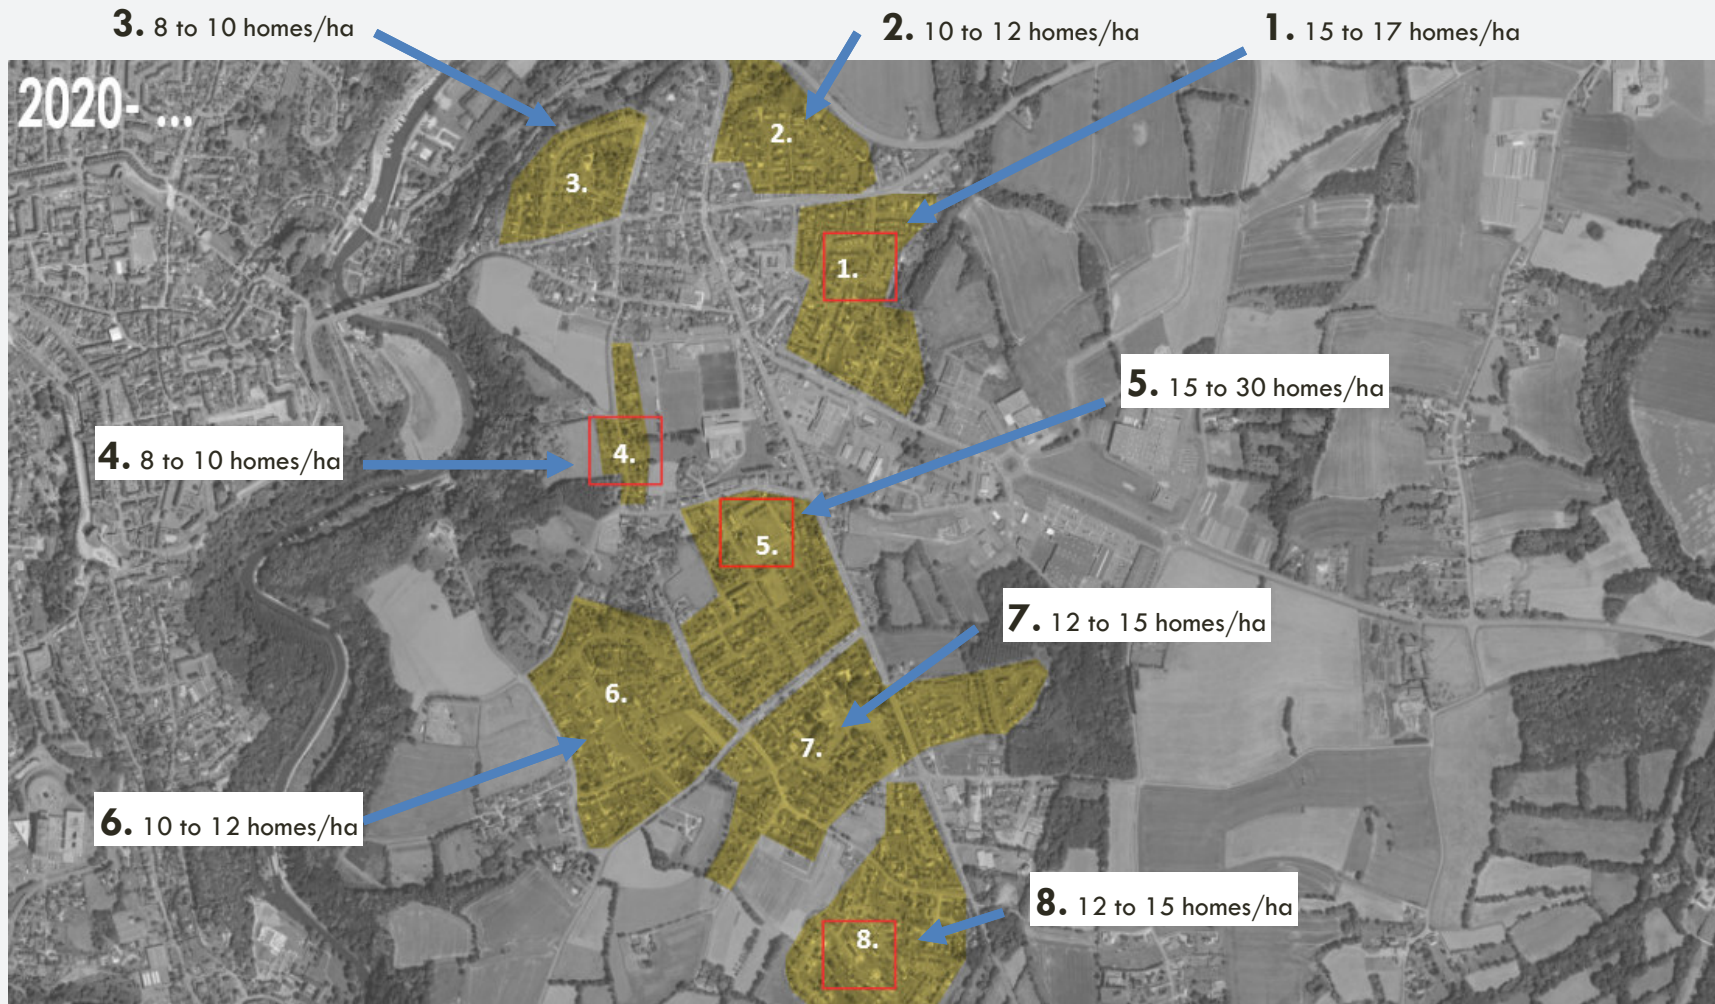 3. 8 to 10 homes/ha
2. 10 to 12 homes/ha
1. 15 to 17 homes/ha
2020- ...
2.
3.
1.
5. 15 to 30 homes/ha
4. 8 to 10 homes/ha
4.
5.
7. 12 to 15 homes/ha
6.
7.
6. 10 to 12 homes/ha
8. 12 to 15 homes/ha
8.